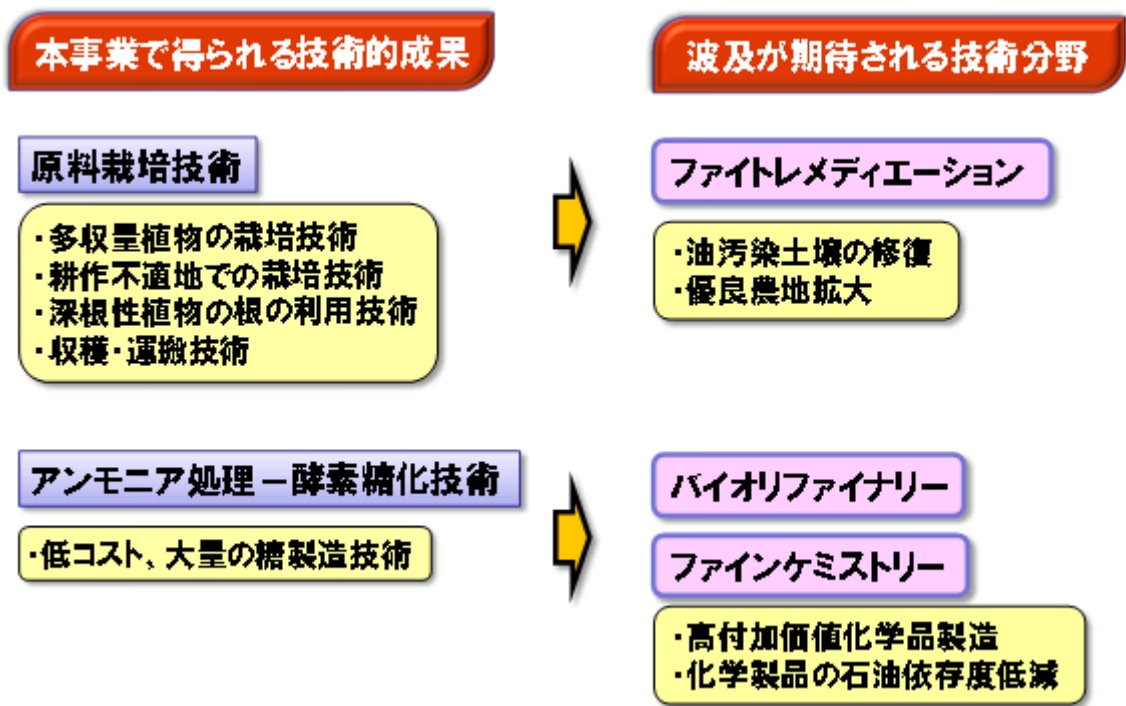 本事業で得られる技術的成果
波及が期待される技術分野
原料栽培技術
・多収量植物の栽培技術
・耕作不適地での栽培技術
・深根性植物の根の利用技術
・収穫・運搬技術
ファイトレメディエーション
・油汚染土壌の修復
・優良農地拡大
アンモニア処理－酵素糖化技術
・低コスト、大量の糖製造技術
バイオリファイナリー
ファインケミストリー
・高付加価値化学品製造
・化学製品の石油依存度低減